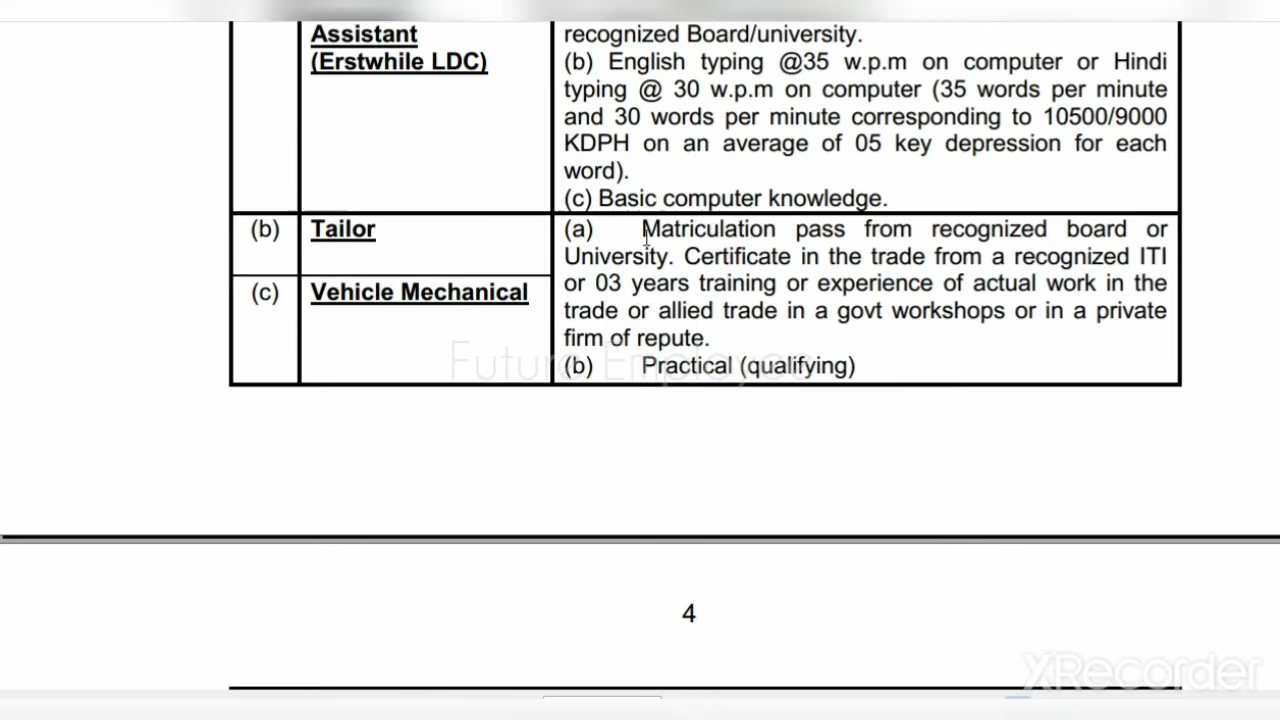 Assistant
(Erstwhile LDC)
recognized Board/university.
(b) English typing @35 w.p.m on computer or Hindi
typing @ 30 w.p.m on computer (35 words per minute
and 30 words per minute corresponding to 10500/9000
KDPH on an average of 05 key depression for each
word).
(c) Basic computer knowledge.
(b) Tailor
(c) Vehicle Mechanical
(a) Matriculation pass from recognized board or
University. Certificate in the trade from a recognized ITI
or 03 years training or experience of actual work in the
trade or allied trade in a govt workshops or in a private
firm of repute.
(b) Practical (qualifying)
Future Employee
4
XRecorder